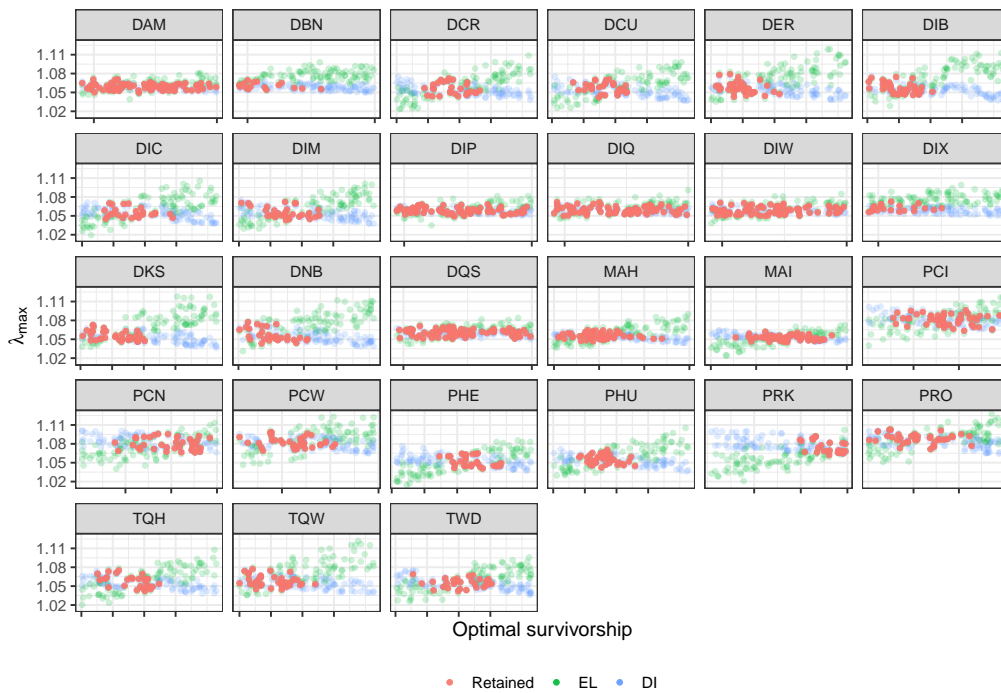 DAM DBN DCR DCU DER DIB
1.11
1.08
1.05
1.02
DIC DIM DIP DIQ DIW DIX
1.11
1.08
1.05
1.02
DKS DNB DQS MAH MAI PCI
1.11
1.08
1.05
1.02
PCN PCW PHE PHU PRK PRO
1.11
1.08
1.05
1.02
TQH TQW TWD
1.11
1.08
1.05
1.02
λmax
Optimal survivorship
Retained EL DI